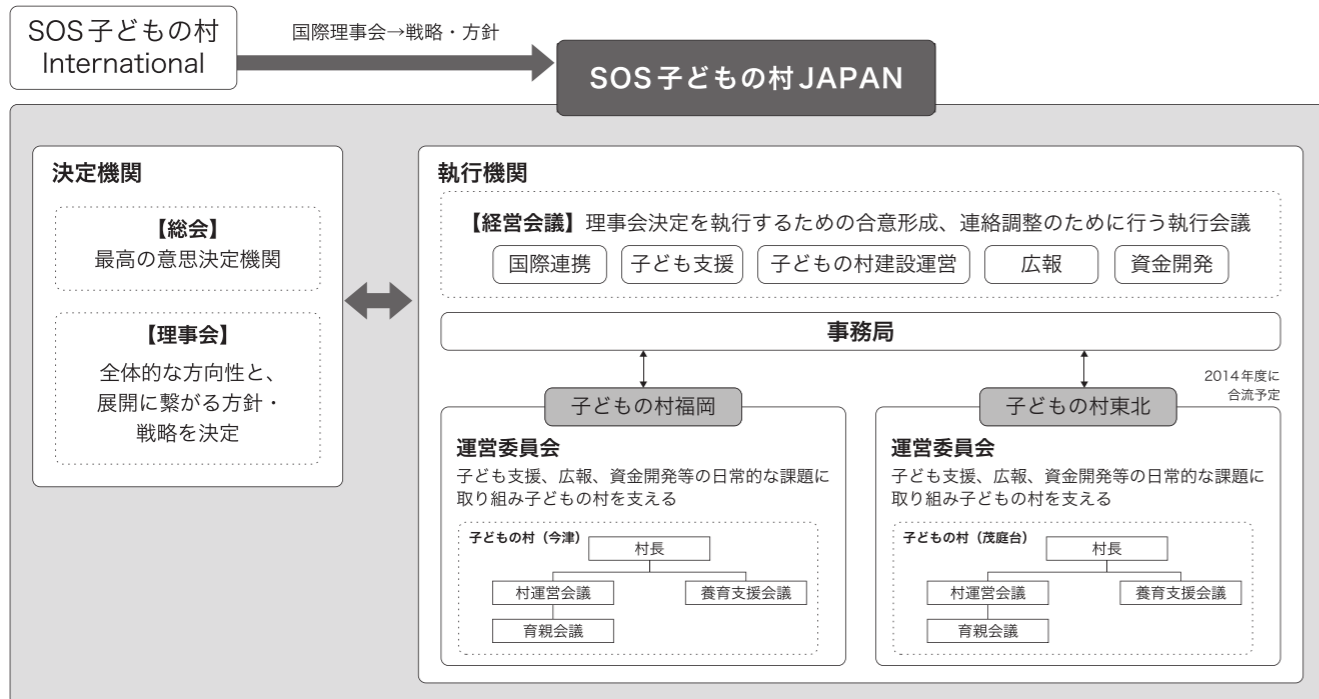 SOS子どもの村
International
国際理事会→戦略・方針
SOS子どもの村JAPAN
決定機関
【総会】
最高の意思決定機関
【理事会】
全体的な方向性と、
展開に繋がる方針・
戦略を決定
執行機関
【経営会議】理事会決定を執行するための合意形成、連絡調整のために行う執行会議
国際連携 子ども支援 子どもの村建設運営 広報 資金開発
事務局
子どもの村福岡
運営委員会
子ども支援、広報、資金開発等の日常的な課題に
取り組み子どもの村を支える
子どもの村（今津）
村長
村運営会議 養育支援会議
育親会議
2014年度に
合流予定
子どもの村東北
運営委員会
子ども支援、広報、資金開発等の日常的な課題に
取り組み子どもの村を支える
子どもの村（茂庭台）
村長
村運営会議 養育支援会議
育親会議